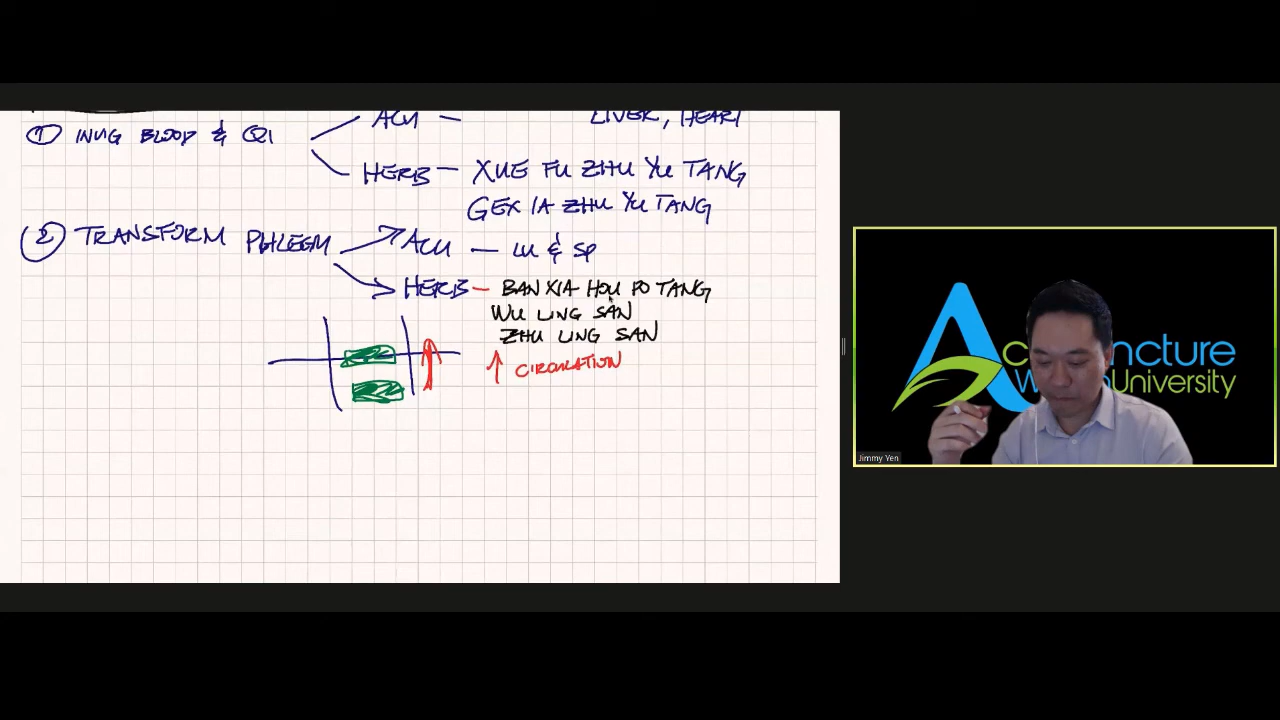 ACU — LIVER, HEART
① INVIG BLOOD & QI
HERB — XUE FU ZHU YU TANG
GEX IA ZHU YU TANG
② TRANSFORM PHLEGM
ACU — LU & SP
HERB — BAN XIA HOU PO TANG
WU LING SAN
ZHU LING SAN
↑ CIRCULATION
Ac ncture
W University
Jimmy Yen